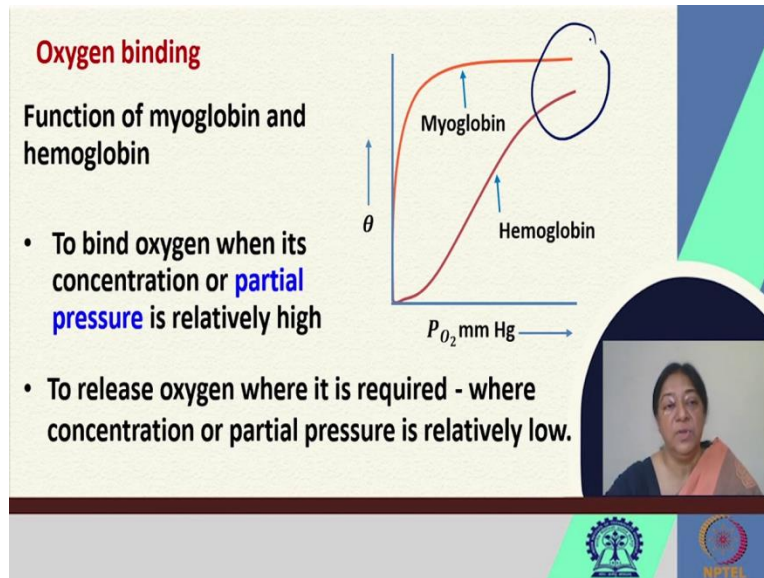 Oxygen binding
Function of myoglobin and
hemoglobin
• To bind oxygen when its
concentration or partial
pressure is relatively high
• To release oxygen where it is required - where
concentration or partial pressure is relatively low.
Myoglobin
Hemoglobin
θ
P_{O_2} mm Hg
NPTEL